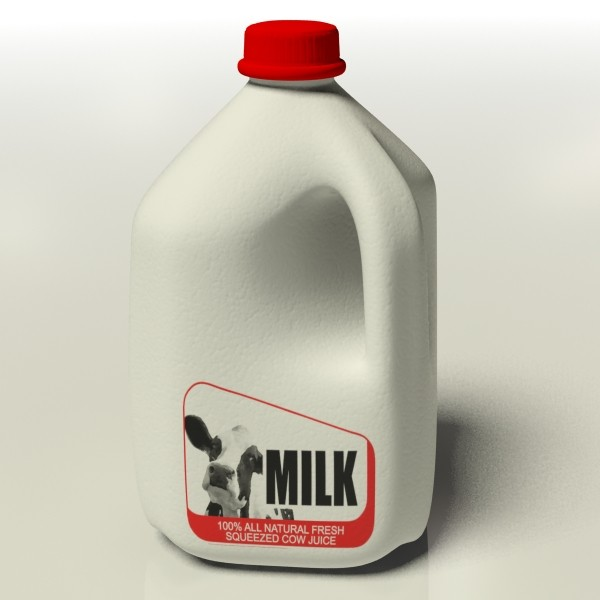 MILK
100% ALL NATURAL FRESH
SQUEEZED COW JUICE